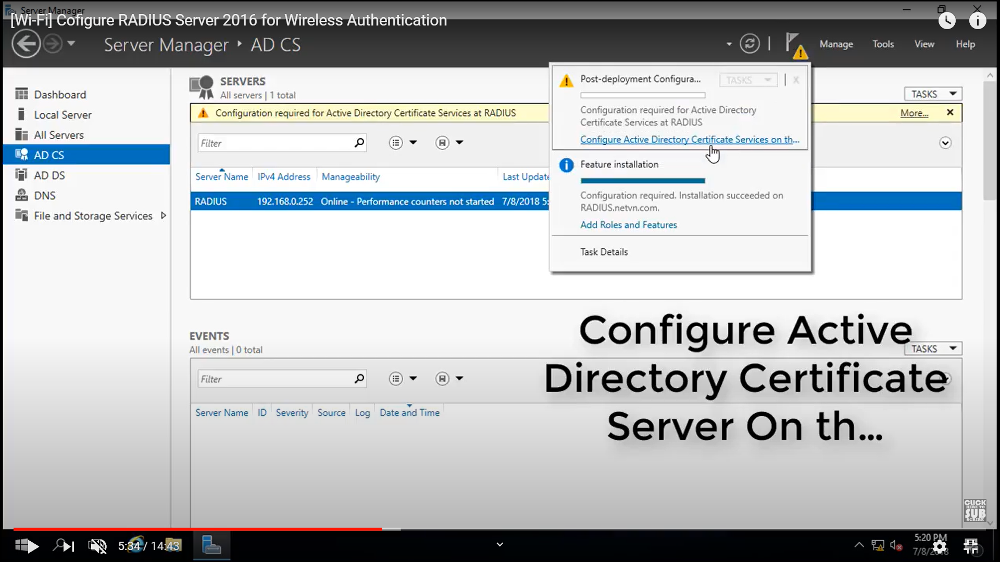 Server Manager
[Wi-Fi] Cofigure RADIUS Server 2016 for Wireless Authentication
Server Manager AD CS
Manage Tools View Help
Dashboard
Local Server
All Servers
AD CS
AD DS
DNS
File and Storage Services
SERVERS
All servers | 1 total
TASKS
Configuration required for Active Directory Certificate Services at RADIUS
More...
Filter
Server Name IPv4 Address Manageability Last Update
RADIUS 192.168.0.252 Online - Performance counters not started 7/8/2018 5:
Post-deployment Configura... TASKS X
Configuration required for Active Directory
Certificate Services at RADIUS
Configure Active Directory Certificate Services on th...
Feature installation
Configuration required. Installation succeeded on
RADIUS.netvn.com.
Add Roles and Features
Task Details
EVENTS
All events | 0 total
TASKS
Filter
Server Name ID Severity Source Log Date and Time
Configure Active
Directory Certificate
Server On th...
CLICK
HERE TO
SUB
SCRIBE
5:34 / 14:43
5:20 PM
7/8/2018